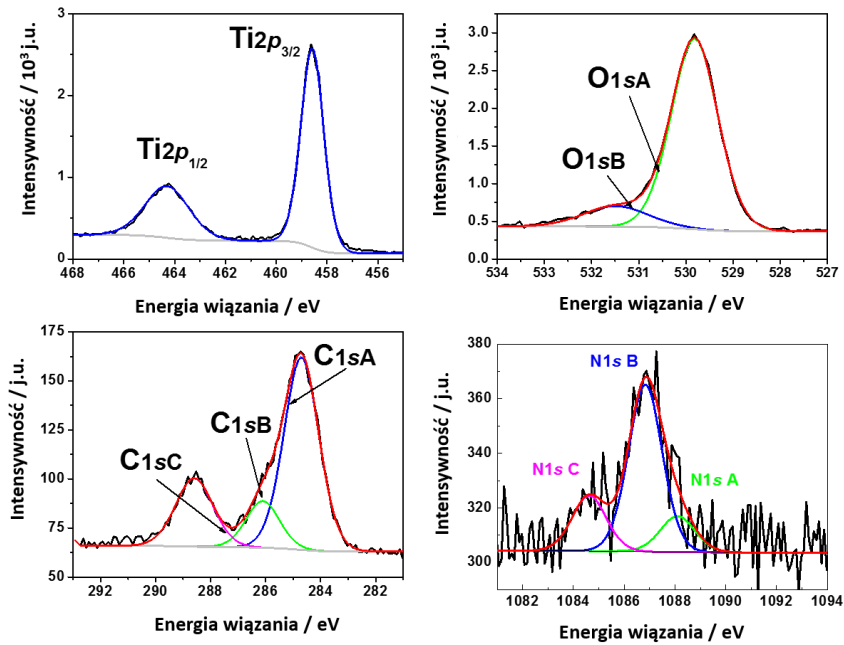 Ti2p3/2
Ti2p1/2
Intensywność / 10³ j.u.
3
2
1
0
468 466 464 462 460 458 456
Energia wiązania / eV
O1sA
O1sB
Intensywność / 10³ j.u.
3.0
2.5
2.0
1.5
1.0
0.5
0.0
534 533 532 531 530 529 528 527
Energia wiązania / eV
C1sA
C1sB
C1sC
Intensywność / j.u.
175
150
125
100
75
50
292 290 288 286 284 282
Energia wiązania / eV
N1s B
N1s C
N1s A
Intensywność / j.u.
380
360
340
320
300
1082 1084 1086 1088 1090 1092 1094
Energia wiązania / eV